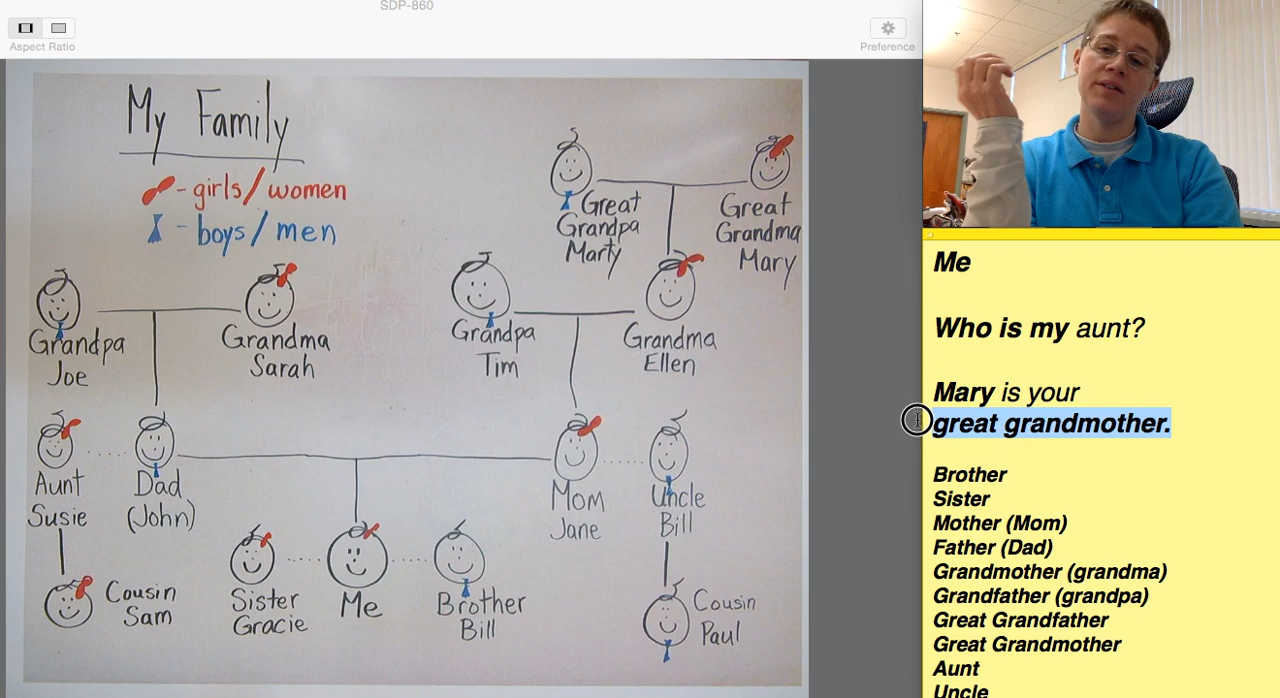 SDP-860
Aspect Ratio
Preference
My Family
- girls/women
- boys/men
Great
Grandpa
Marty
Great
Grandma
Mary
Grandpa
Joe
Grandma
Sarah
Grandpa
Tim
Grandma
Ellen
Aunt
Susie
Dad
(John)
Mom
Jane
Uncle
Bill
Cousin
Sam
Sister
Gracie
Me
Brother
Bill
Cousin
Paul
Me
Who is my aunt?
Mary is your
great grandmother.
Brother
Sister
Mother (Mom)
Father (Dad)
Grandmother (grandma)
Grandfather (grandpa)
Great Grandfather
Great Grandmother
Aunt
Uncle